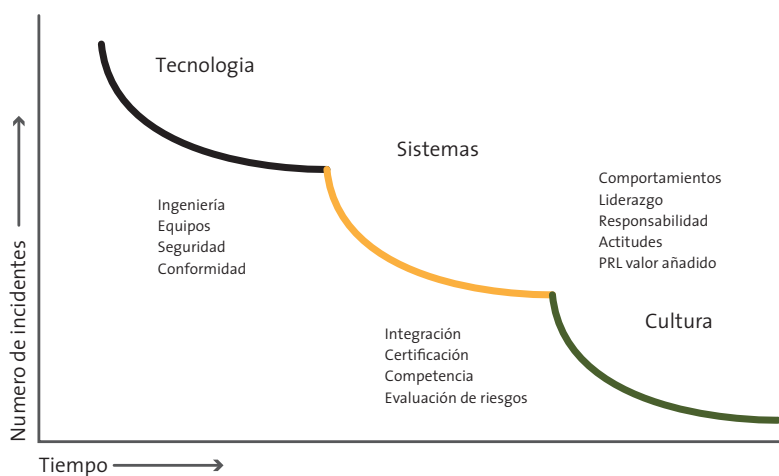 Tecnologia
Ingeniería
Equipos
Seguridad
Conformidad
Sistemas
Integración
Certificación
Competencia
Evaluación de riesgos
Comportamientos
Liderazgo
Responsabilidad
Actitudes
PRL valor añadido
Cultura
Numero de incidentes
Tiempo